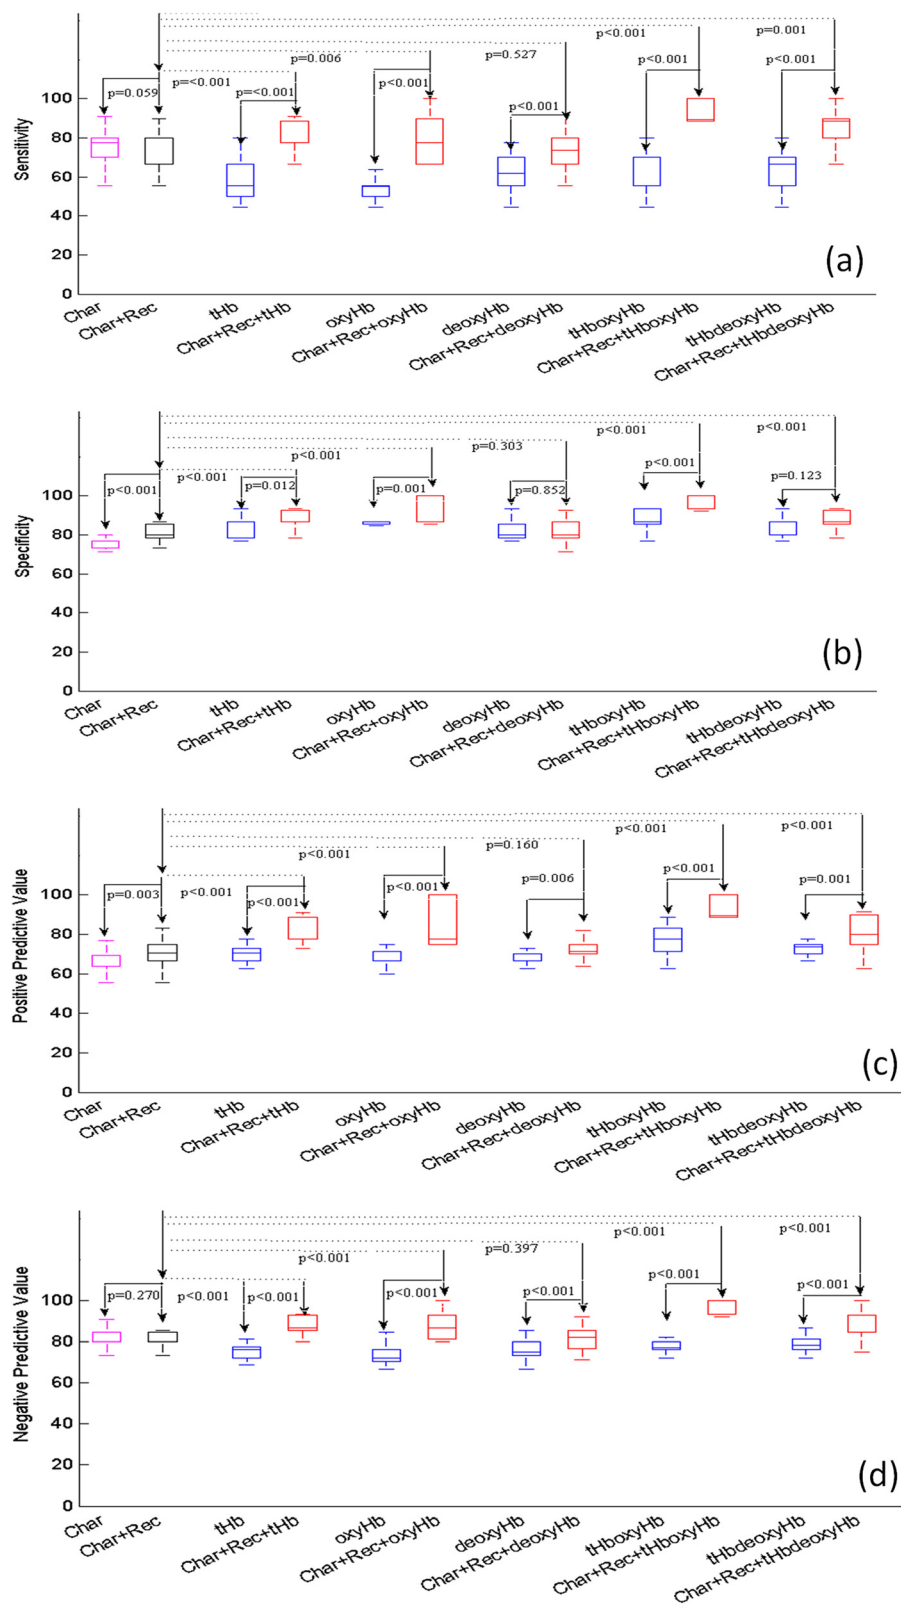 p<0.001
p=0.001
p=0.006
p=0.527
p=0.059
p=<0.001
p=<0.001
p<0.001
p<0.001
p<0.001
p<0.001
Sensitivity
100
80
60
40
20
0
(a)
Char
Char+Rec
tHb
Char+Rec+tHb
oxyHb
Char+Rec+oxyHb
deoxyHb
Char+Rec+deoxyHb
tHboxyHb
Char+Rec+tHboxyHb
tHbdeoxyHb
Char+Rec+tHbdeoxyHb
p<0.001
p<0.001
p=0.303
p<0.001
p<0.001
p<0.001
p=0.012
p=0.001
p=0.852
p<0.001
p=0.123
Specificity
100
80
60
40
20
0
(b)
Char
Char+Rec
tHb
Char+Rec+tHb
oxyHb
Char+Rec+oxyHb
deoxyHb
Char+Rec+deoxyHb
tHboxyHb
Char+Rec+tHboxyHb
tHbdeoxyHb
Char+Rec+tHbdeoxyHb
p<0.001
p<0.001
p=0.160
p<0.001
p=0.003
p<0.001
p<0.001
p<0.001
p=0.006
p<0.001
p=0.001
Positive Predictive Value
100
80
60
40
20
0
(c)
Char
Char+Rec
tHb
Char+Rec+tHb
oxyHb
Char+Rec+oxyHb
deoxyHb
Char+Rec+deoxyHb
tHboxyHb
Char+Rec+tHboxyHb
tHbdeoxyHb
Char+Rec+tHbdeoxyHb
p<0.001
p<0.001
p=0.397
p<0.001
p=0.270
p<0.001
p<0.001
p<0.001
p<0.001
p<0.001
p<0.001
Negative Predictive Value
100
80
60
40
20
0
(d)
Char
Char+Rec
tHb
Char+Rec+tHb
oxyHb
Char+Rec+oxyHb
deoxyHb
Char+Rec+deoxyHb
tHboxyHb
Char+Rec+tHboxyHb
tHbdeoxyHb
Char+Rec+tHbdeoxyHb